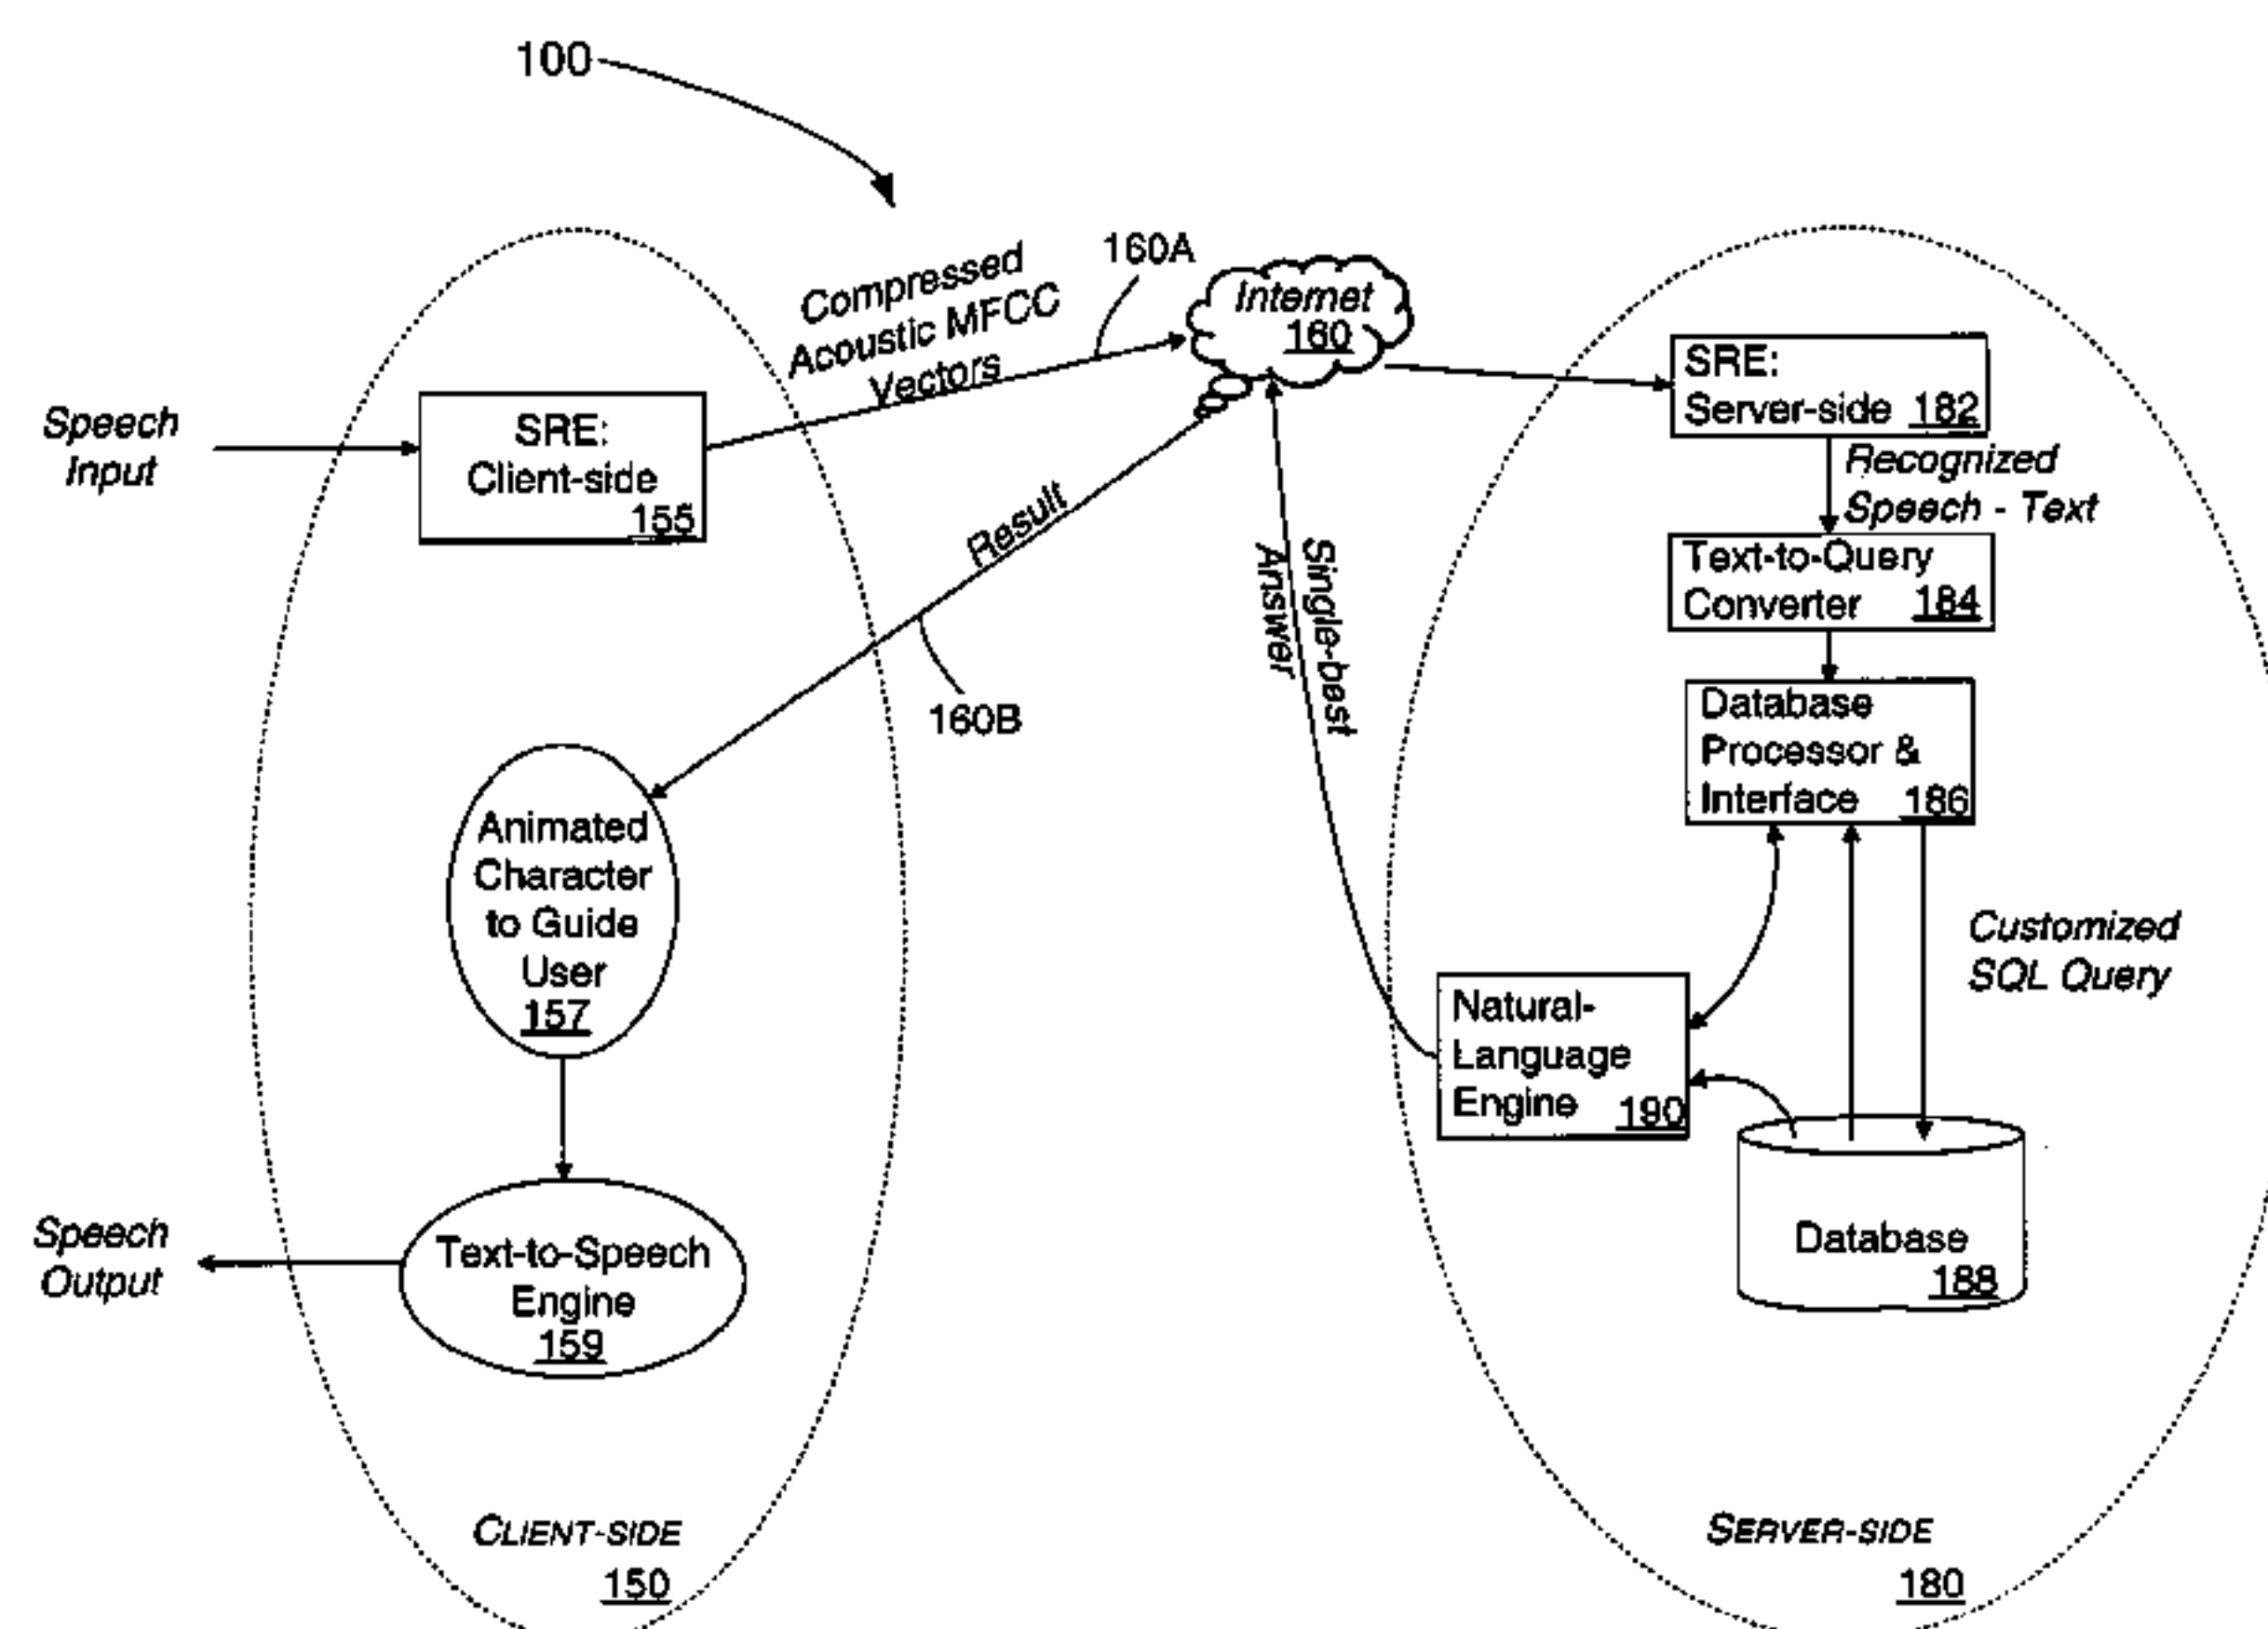 100
Compressed
Acoustic MFCC
Vectors
160A
Internet
160
Speech
Input
SRE:
Client-side
155
SRE:
Server-side 182
Recognized
Speech - Text
Text-to-Query
Converter 184
Result
160B
Single-best
Answer
Database
Processor &
Interface 186
Animated
Character
to Guide
User
157
Customized
SQL Query
Natural-
Language
Engine 190
Speech
Output
Text-to-Speech
Engine
159
Database
188
CLIENT-SIDE
150
SERVER-SIDE
180